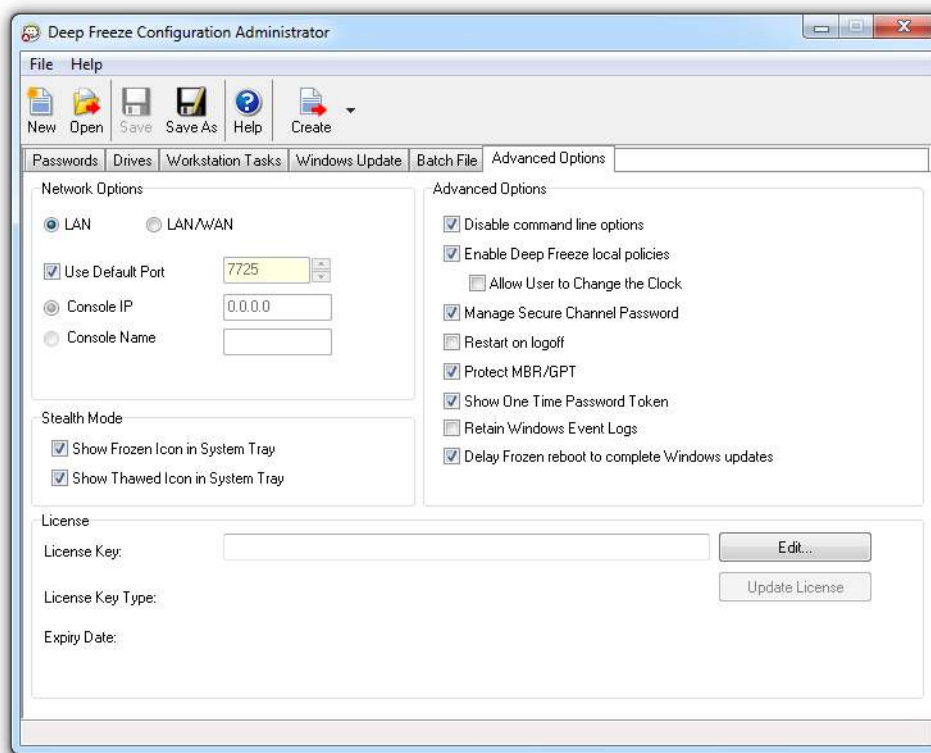 Deep Freeze Configuration Administrator
File Help
New Open Save Save As Help Create
Passwords Drives Workstation Tasks Windows Update Batch File Advanced Options
Network Options
LAN LAN/WAN
Use Default Port 7725
Console IP 0.0.0.0
Console Name
Stealth Mode
Show Frozen Icon in System Tray
Show Thawed Icon in System Tray
Advanced Options
Disable command line options
Enable Deep Freeze local policies
Allow User to Change the Clock
Manage Secure Channel Password
Restart on logoff
Protect MBR/GPT
Show One Time Password Token
Retain Windows Event Logs
Delay Frozen reboot to complete Windows updates
License
License Key: Edit...
Update License
License Key Type:
Expiry Date: